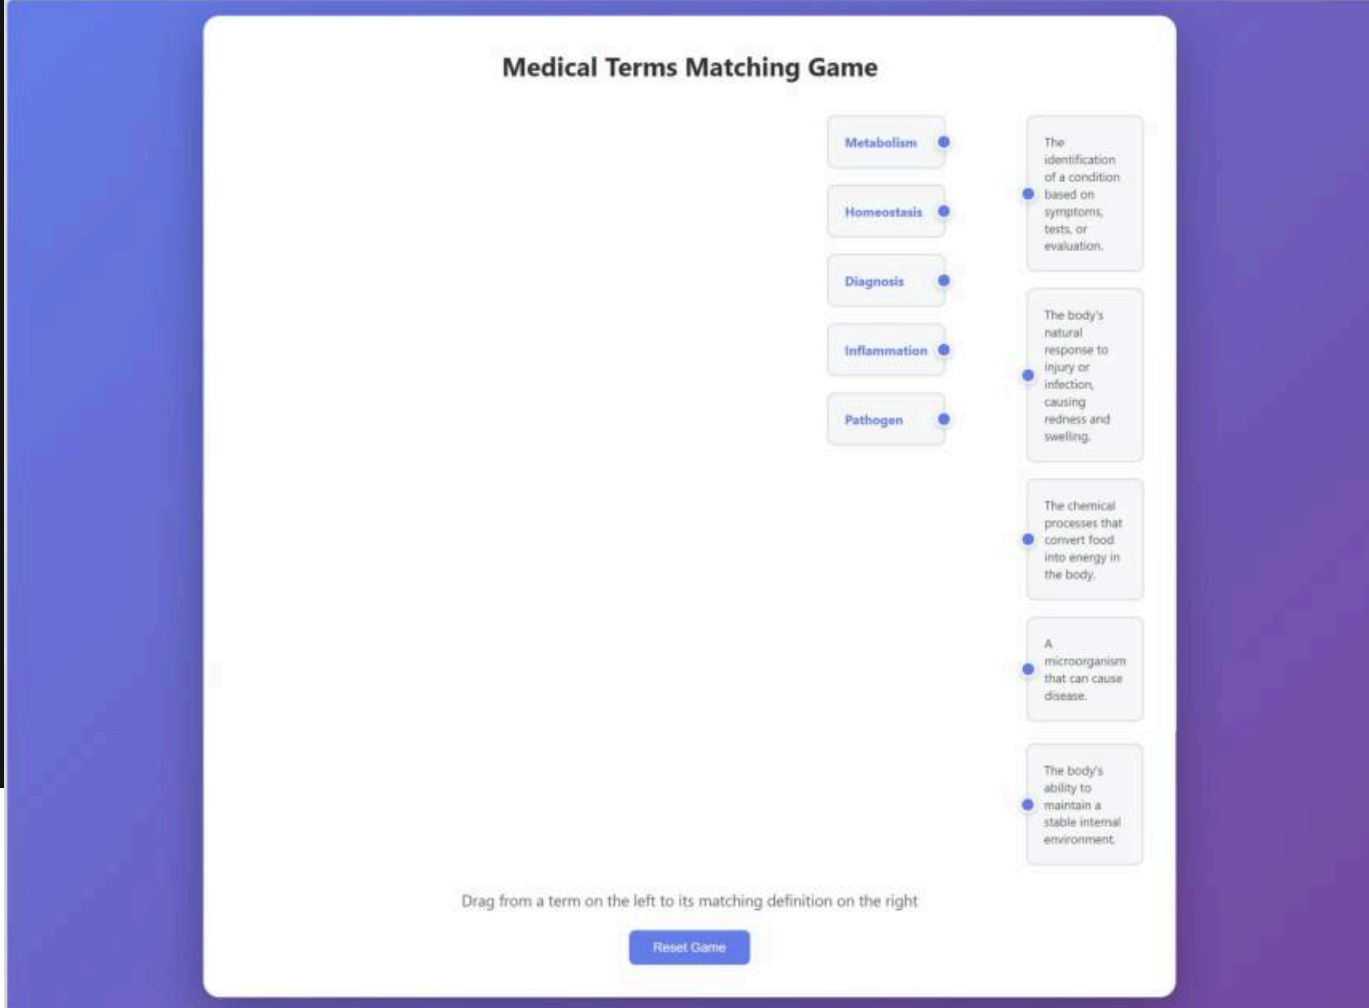 Medical Terms Matching Game
Metabolism
Homeostasis
Diagnosis
Inflammation
Pathogen
The
identification
of a condition
based on
symptoms,
tests, or
evaluation.
The body's
natural
response to
injury or
infection,
causing
redness and
swelling.
The chemical
processes that
convert food
into energy in
the body.
A
microorganism
that can cause
disease.
The body's
ability to
maintain a
stable internal
environment.
Drag from a term on the left to its matching definition on the right
Reset Game